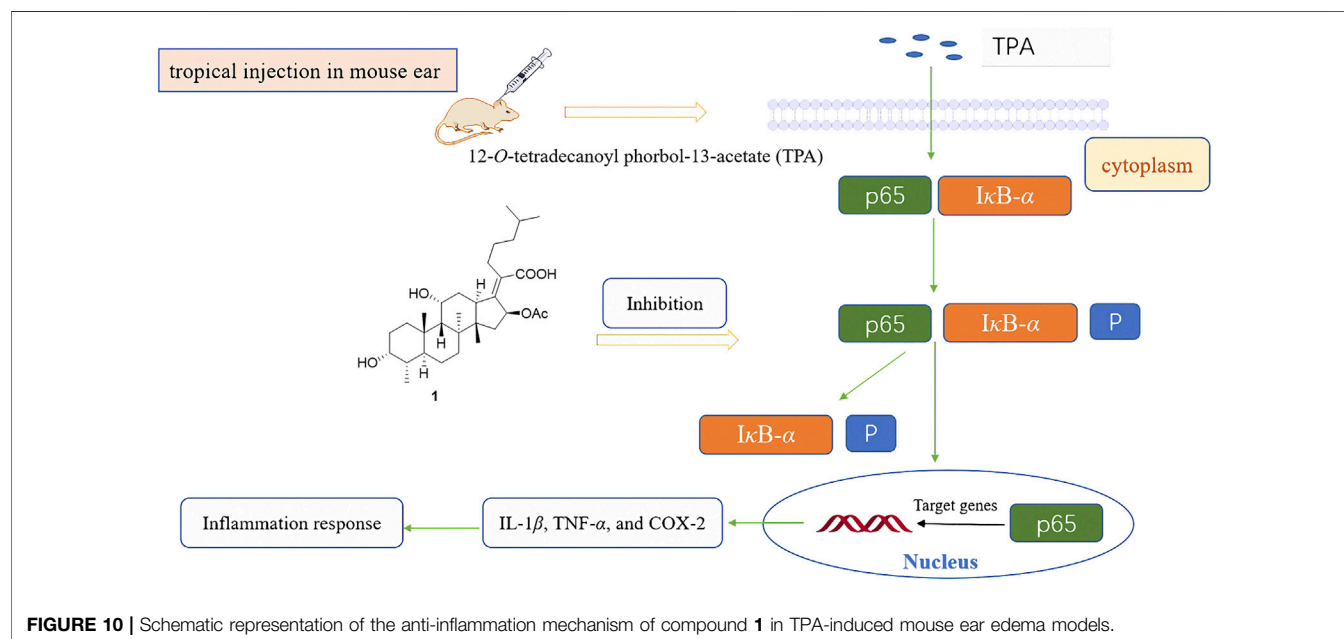 tropical injection in mouse ear
TPA
12-O-tetradecanoyl phorbol-13-acetate (TPA)
cytoplasm
p65
IκB-α
COOH
H
HO
OAc
Inhibition
p65
IκB-α
P
H
HO
H
1
IκB-α
P
Inflammation response
IL-1β, TNF-α, and COX-2
Target genes
p65
Nucleus
FIGURE 10 | Schematic representation of the anti-inflammation mechanism of compound 1 in TPA-induced mouse ear edema models.